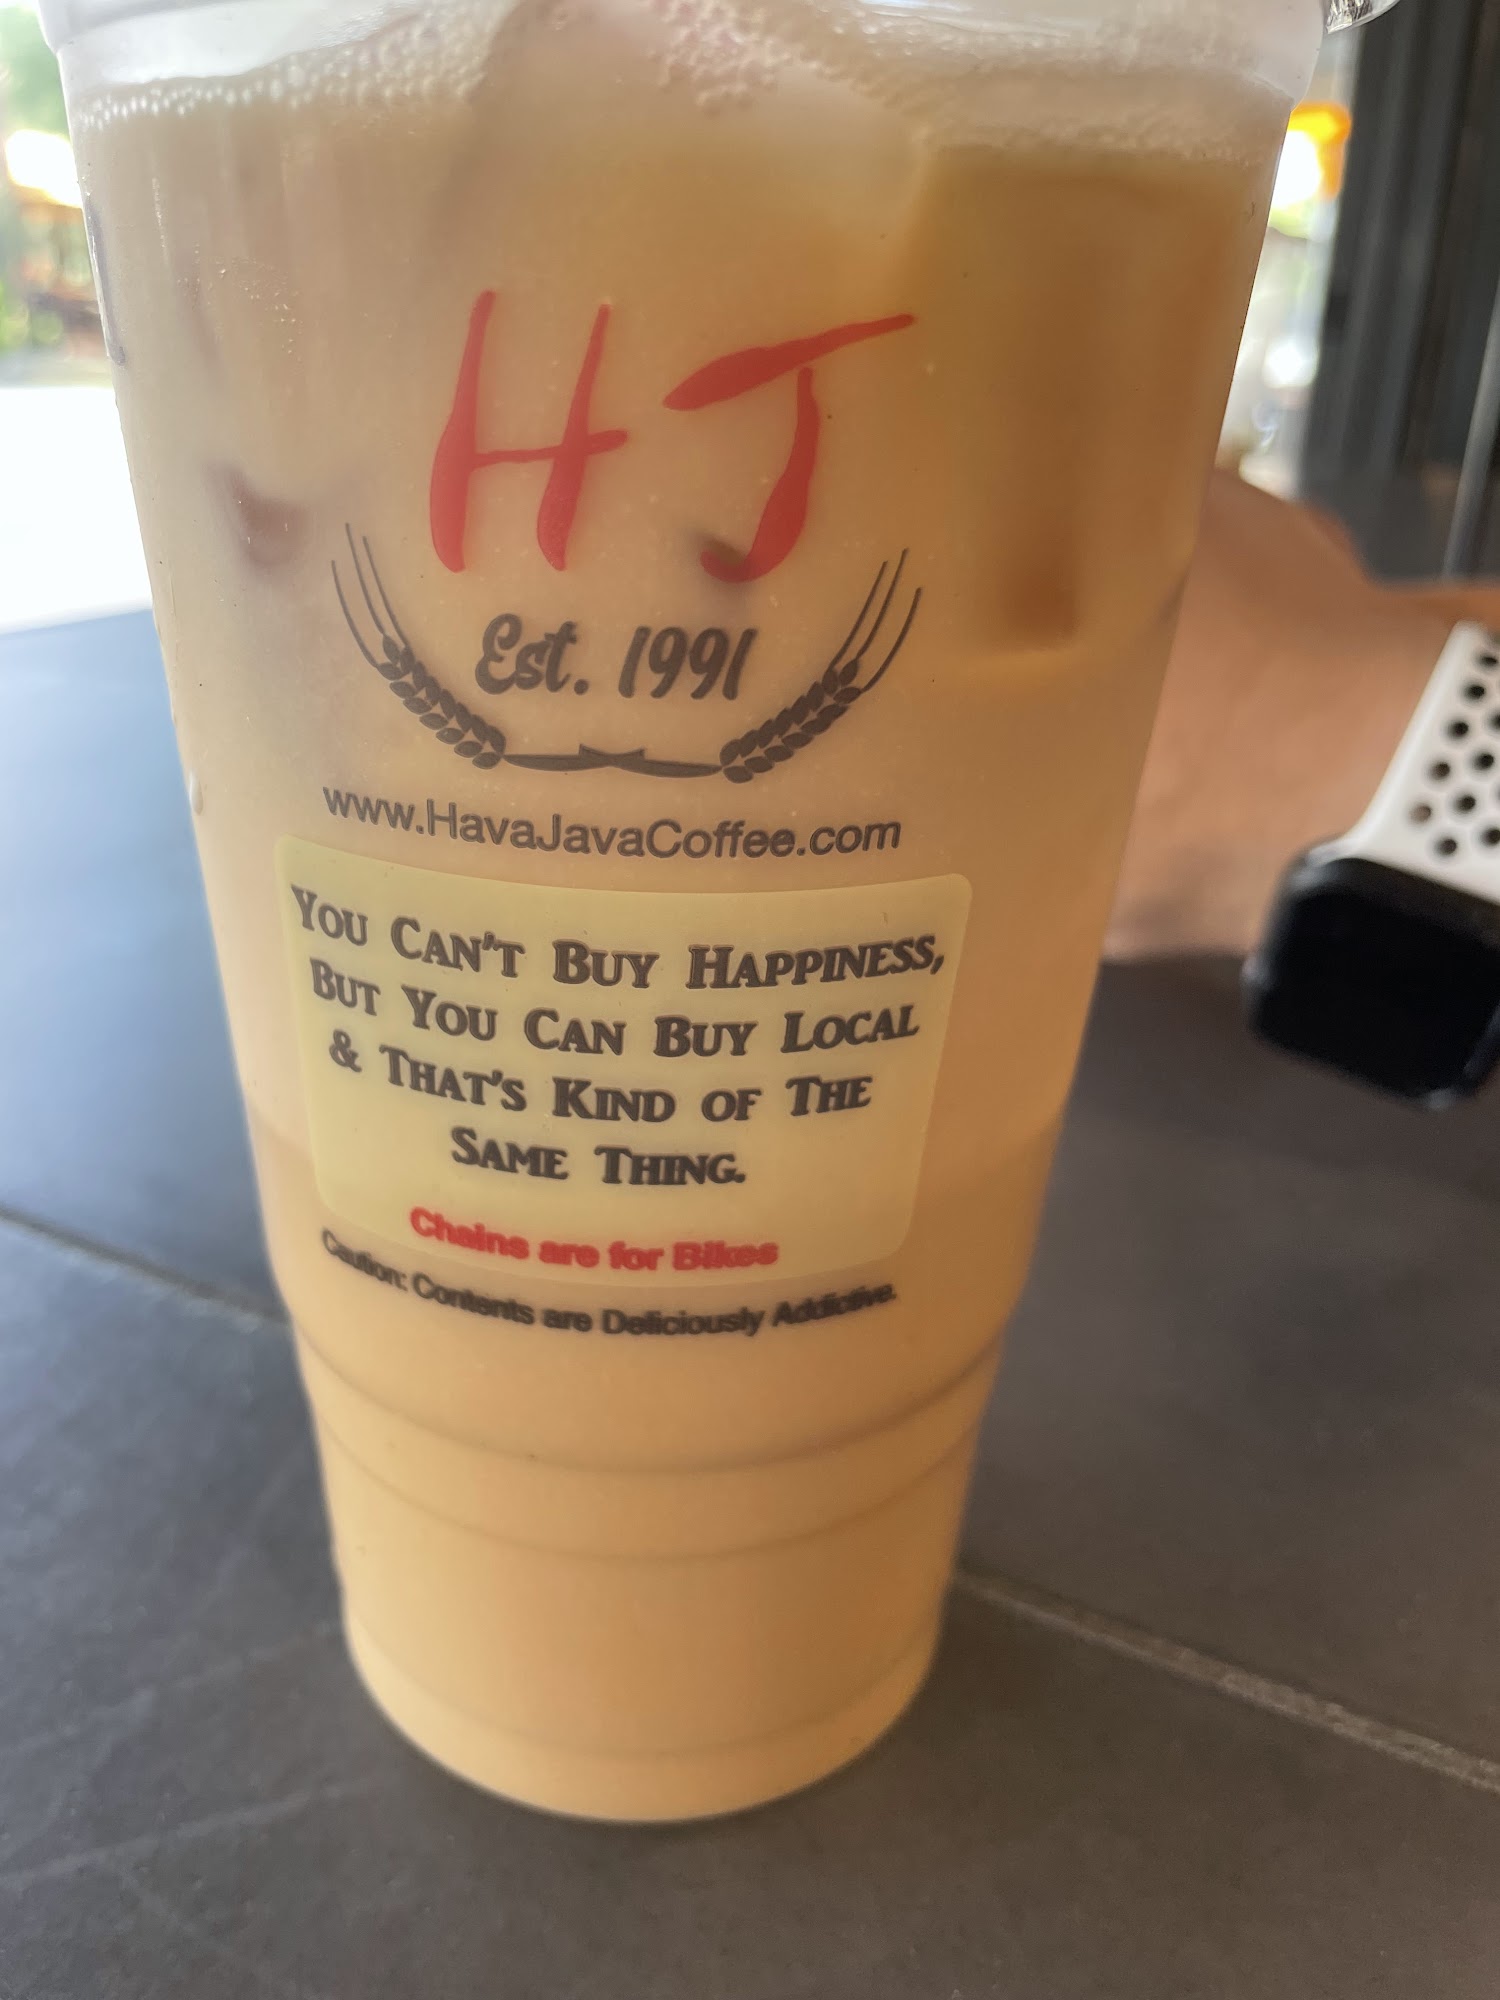 HJ
Est. 1991
www.HavaJavaCoffee.com
You Can't Buy Happiness,
But You Can Buy Local
& That's Kind of The
Same Thing.
Chains are for Bikes
Caution: Contents are Deliciously Addictive.